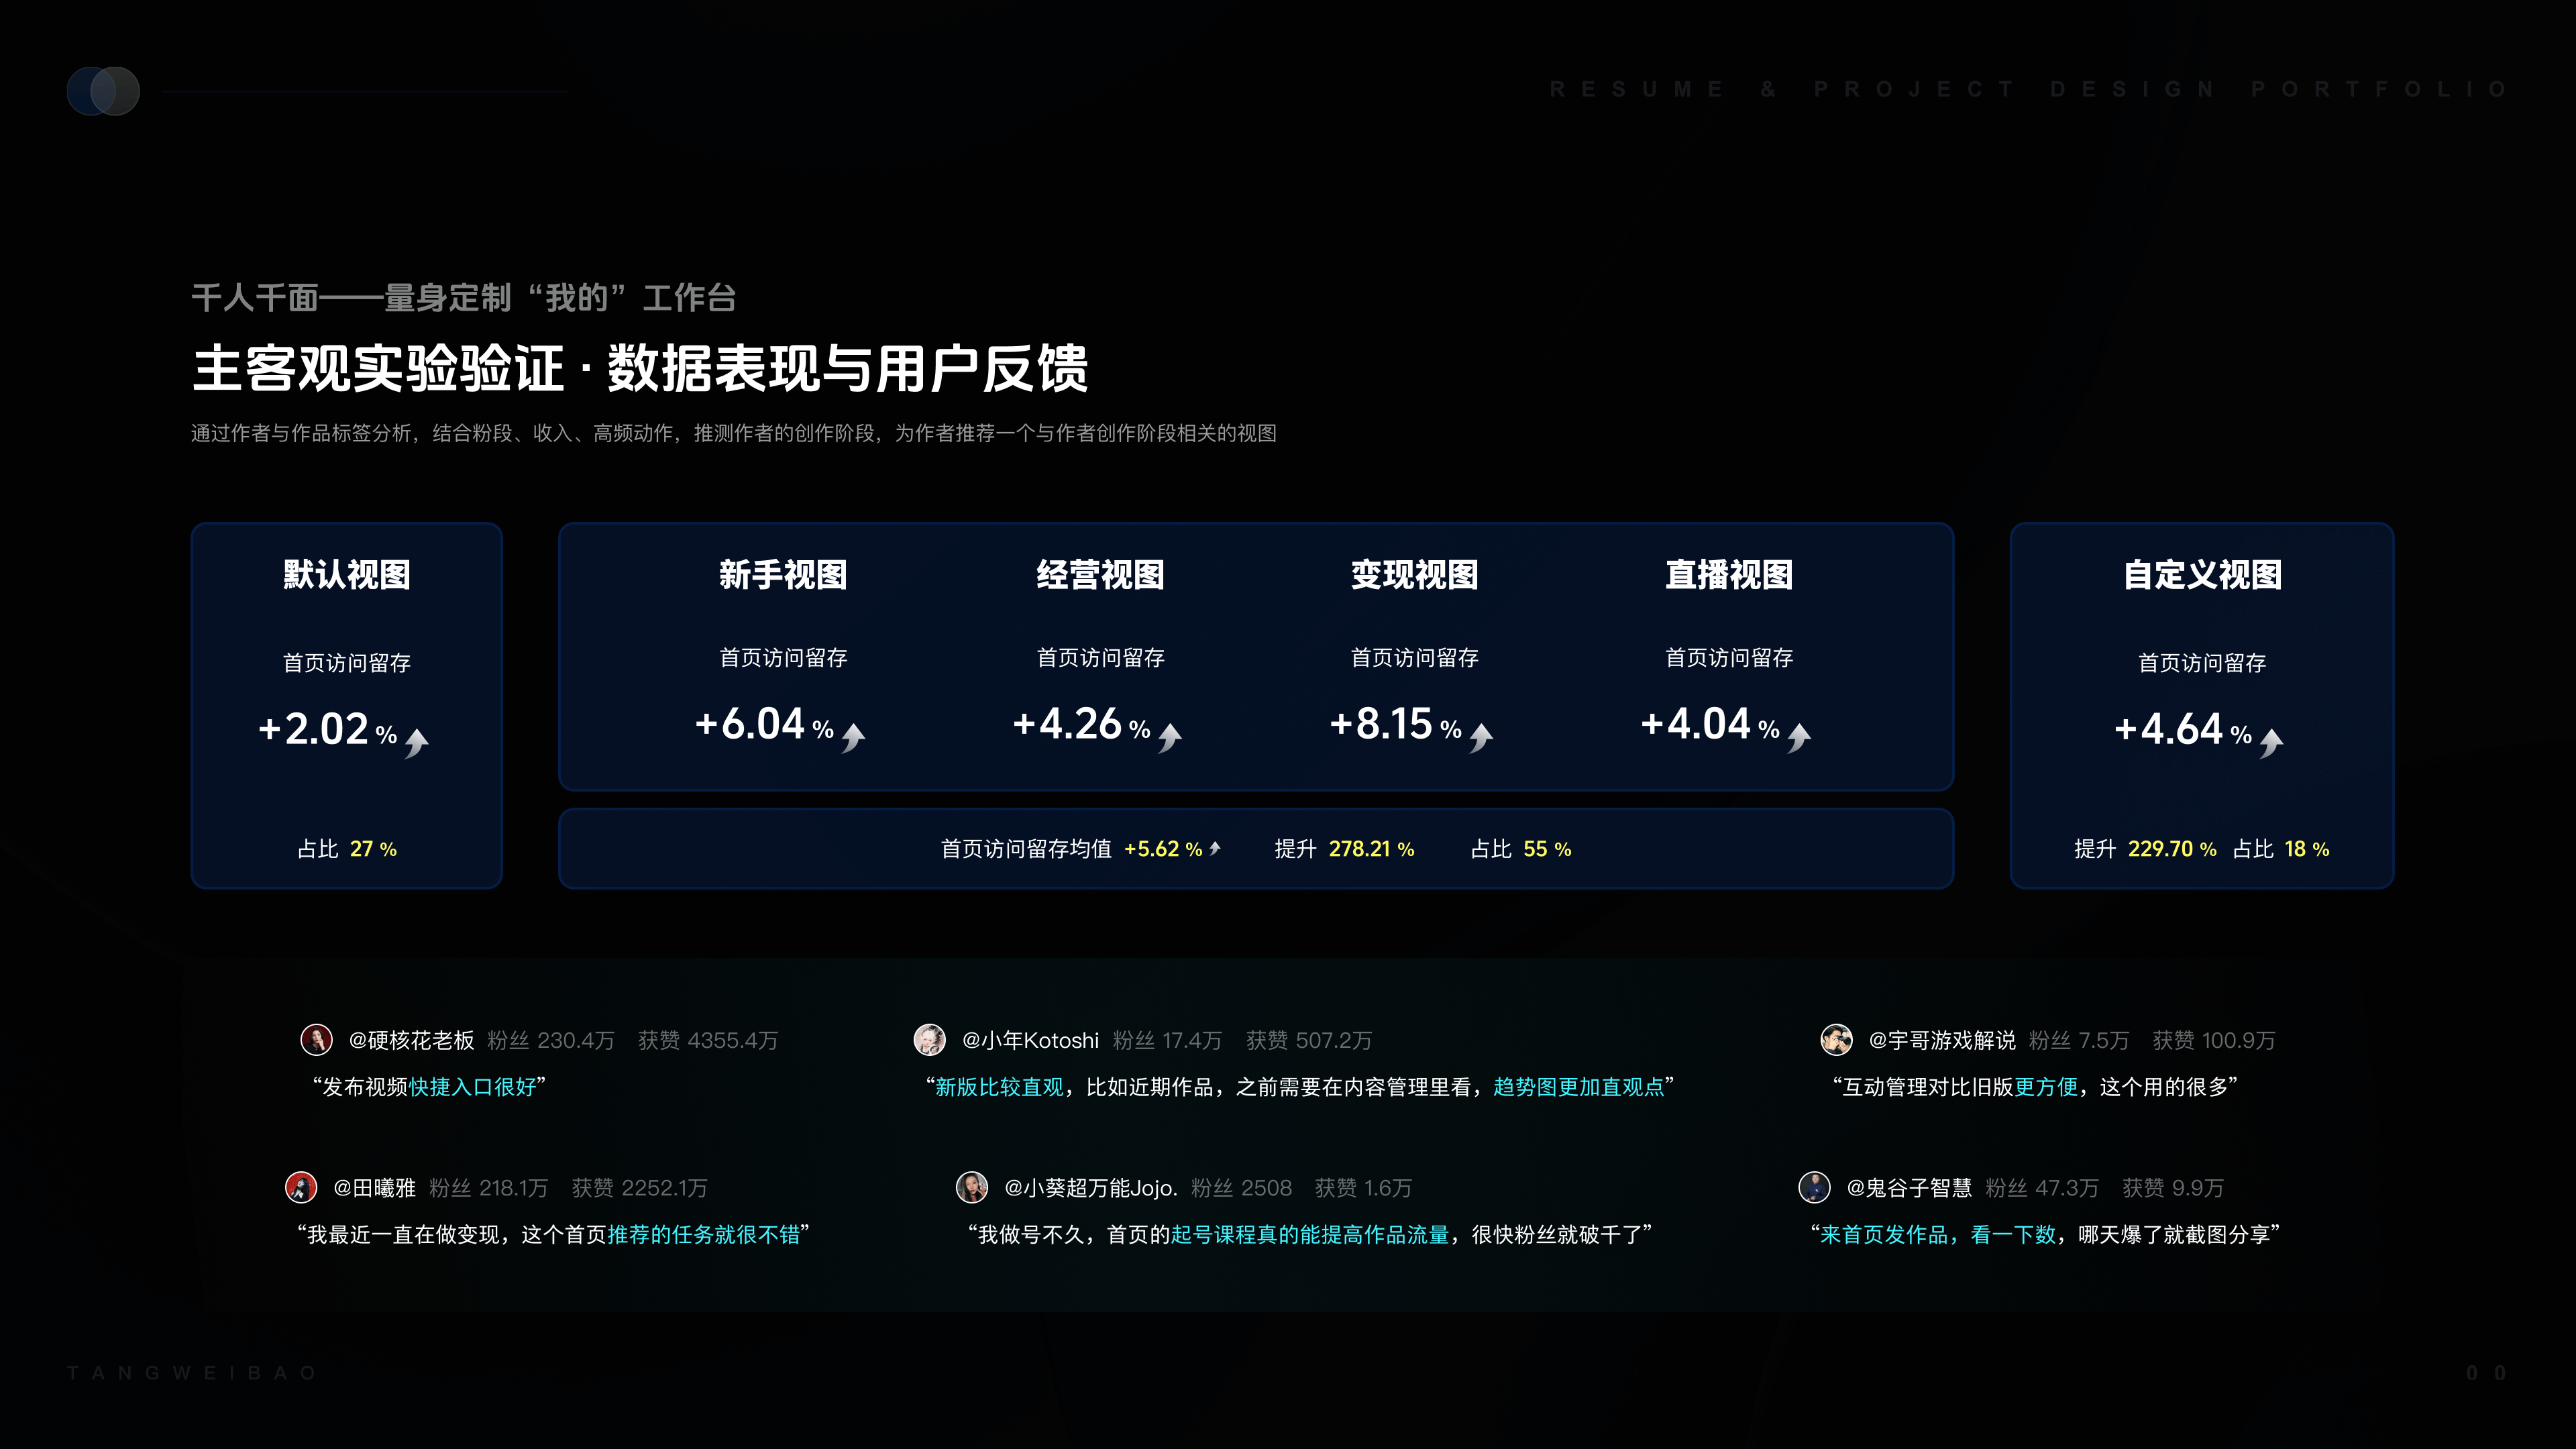 RESUME & PROJECT DESIGN PORTFOLIO
千人千面——量身定制“我的”工作台
主客观实验验证·数据表现与用户反馈
通过作者与作品标签分析，结合粉段、收入、高频动作，推测作者的创作阶段，为作者推荐一个与作者创作阶段相关的视图
默认视图
首页访问留存
+2.02 %
占比 27 %
新手视图 经营视图 变现视图 直播视图
首页访问留存 首页访问留存 首页访问留存 首页访问留存
+6.04 % +4.26 % +8.15 % +4.04 %
首页访问留存均值 +5.62 % 提升 278.21 % 占比 55 %
自定义视图
首页访问留存
+4.64 %
提升 229.70 % 占比 18 %
@硬核花老板 粉丝 230.4万 获赞 4355.4万
“发布视频快捷入口很好”
@小年Kotoshi 粉丝 17.4万 获赞 507.2万
“新版比较直观，比如近期作品，之前需要在内容管理里看，趋势图更加直观点”
@宇哥游戏解说 粉丝 7.5万 获赞 100.9万
“互动管理对比旧版更方便，这个用的很多”
@田曦雅 粉丝 218.1万 获赞 2252.1万
“我最近一直在做变现，这个首页推荐的任务就很不错”
@小葵超万能Jojo. 粉丝 2508 获赞 1.6万
“我做号不久，首页的起号课程真的能提高作品流量，很快粉丝就破千了”
@鬼谷子智慧 粉丝 47.3万 获赞 9.9万
“来首页发作品，看一下数，哪天爆了就截图分享”
TANGWEIBAO
00